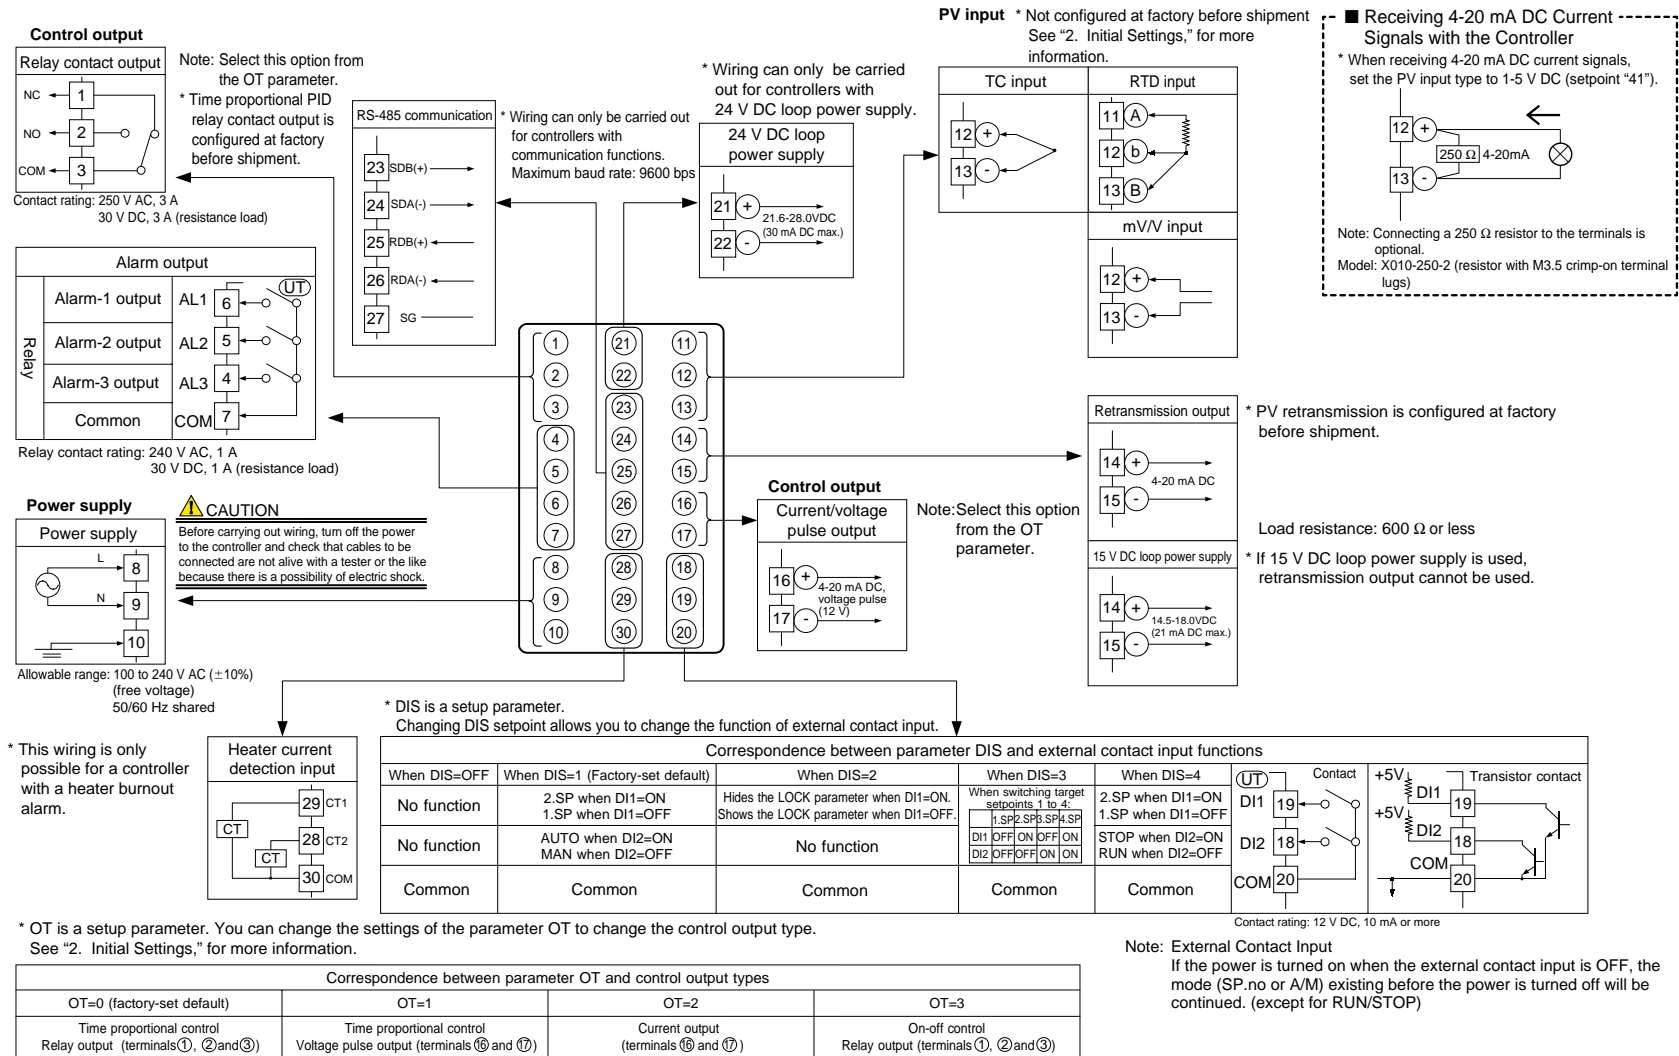 Control output
Relay contact output
NC
1
NO
2
COM
3
Contact rating: 250 V AC, 3 A
30 V DC, 3 A (resistance load)
Note: Select this option from
the OT parameter.
* Time proportional PID
relay contact output is
configured at factory
before shipment.
RS-485 communication
23 SDB(+)
24 SDA(-)
25 RDB(+)
26 RDA(-)
27 SG
* Wiring can only be carried out
for controllers with
communication functions.
Maximum baud rate: 9600 bps
* Wiring can only be carried
out for controllers with
24 V DC loop power supply.
24 V DC loop
power supply
21 +
21.6-28.0VDC
(30 mA DC max.)
22 -
PV input
* Not configured at factory before shipment
See “2. Initial Settings,” for more
information.
TC input
12 +
13 -
RTD input
11 A
12 b
13 B
mV/V input
12 +
13 -
■ Receiving 4-20 mA DC Current
Signals with the Controller
* When receiving 4-20 mA DC current signals,
set the PV input type to 1-5 V DC (setpoint “41”).
12 +
250 Ω 4-20mA
13 -
Note: Connecting a 250 Ω resistor to the terminals is
optional.
Model: X010-250-2 (resistor with M3.5 crimp-on terminal
lugs)
Alarm output
Relay
UT
Alarm-1 output AL1 6
Alarm-2 output AL2 5
Alarm-3 output AL3 4
Common COM 7
Relay contact rating: 240 V AC, 1 A
30 V DC, 1 A (resistance load)
1 21 11
2 22 12
3 23 13
4 24 14
5 25 15
6 26 16
7 27 17
8 28 18
9 29 19
10 30 20
Retransmission output
14 +
4-20 mA DC
15 -
* PV retransmission is configured at factory
before shipment.
Load resistance: 600 Ω or less
15 V DC loop power supply
14 +
14.5-18.0VDC
(21 mA DC max.)
15 -
* If 15 V DC loop power supply is used,
retransmission output cannot be used.
Control output
Current/voltage
pulse output
16 +
4-20 mA DC,
voltage pulse
(12 V)
17 -
Note:Select this option
from the OT
parameter.
Power supply
Power supply
L 8
N 9
10
Allowable range: 100 to 240 V AC (±10%)
(free voltage)
50/60 Hz shared
CAUTION
Before carrying out wiring, turn off the power
to the controller and check that cables to be
connected are not alive with a tester or the like
because there is a possibility of electric shock.
* This wiring is only
possible for a controller
with a heater burnout
alarm.
Heater current
detection input
29 CT1
CT
28 CT2
CT
30 COM
* DIS is a setup parameter.
Changing DIS setpoint allows you to change the function of external contact input.
Correspondence between parameter DIS and external contact input functions
When DIS=OFF When DIS=1 (Factory-set default) When DIS=2 When DIS=3 When DIS=4
No function
2.SP when DI1=ON
1.SP when DI1=OFF
Hides the LOCK parameter when DI1=ON.
Shows the LOCK parameter when DI1=OFF.
When switching target
setpoints 1 to 4:
1.SP 2.SP 3.SP 4.SP
DI1 OFF ON OFF ON
DI2 OFF OFF ON ON
2.SP when DI1=ON
1.SP when DI1=OFF
No function
AUTO when DI2=ON
MAN when DI2=OFF
No function
STOP when DI2=ON
RUN when DI2=OFF
Common Common Common Common Common
UT Contact
DI1 19
DI2 18
COM 20
+5V Transistor contact
DI1 19
+5V
DI2 18
COM 20
Contact rating: 12 V DC, 10 mA or more
* OT is a setup parameter. You can change the settings of the parameter OT to change the control output type.
See “2. Initial Settings,” for more information.
Correspondence between parameter OT and control output types
OT=0 (factory-set default) OT=1 OT=2 OT=3
Time proportional control
Relay output (terminals①, ②and③)
Time proportional control
Voltage pulse output (terminals ⑯ and ⑰)
Current output
(terminals ⑯ and ⑰)
On-off control
Relay output (terminals ①, ②and③)
Note: External Contact Input
If the power is turned on when the external contact input is OFF, the
mode (SP.no or A/M) existing before the power is turned off will be
continued. (except for RUN/STOP)